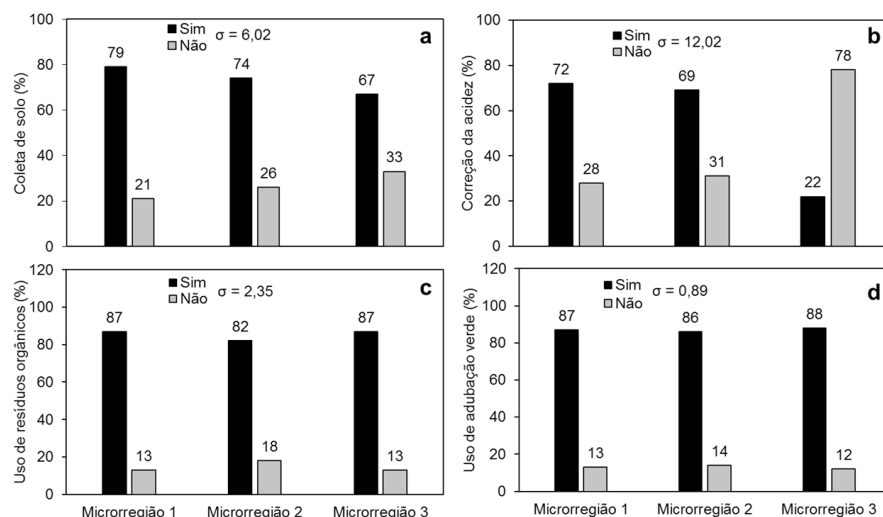 100
80
60
40
20
0
Coleta de solo (%)
Sim
Não
σ = 6,02
a
79
21
74
26
67
33
100
80
60
40
20
0
Correção da acidez (%)
Sim
Não
σ = 12,02
b
72
28
69
31
22
78
120
100
80
60
40
20
0
Uso de resíduos orgânicos (%)
Sim
Não
σ = 2,35
c
87
13
82
18
87
13
Microrregião 1
Microrregião 2
Microrregião 3
120
100
80
60
40
20
0
Uso de adubação verde (%)
Sim
Não
σ = 0,89
d
87
13
86
14
88
12
Microrregião 1
Microrregião 2
Microrregião 3